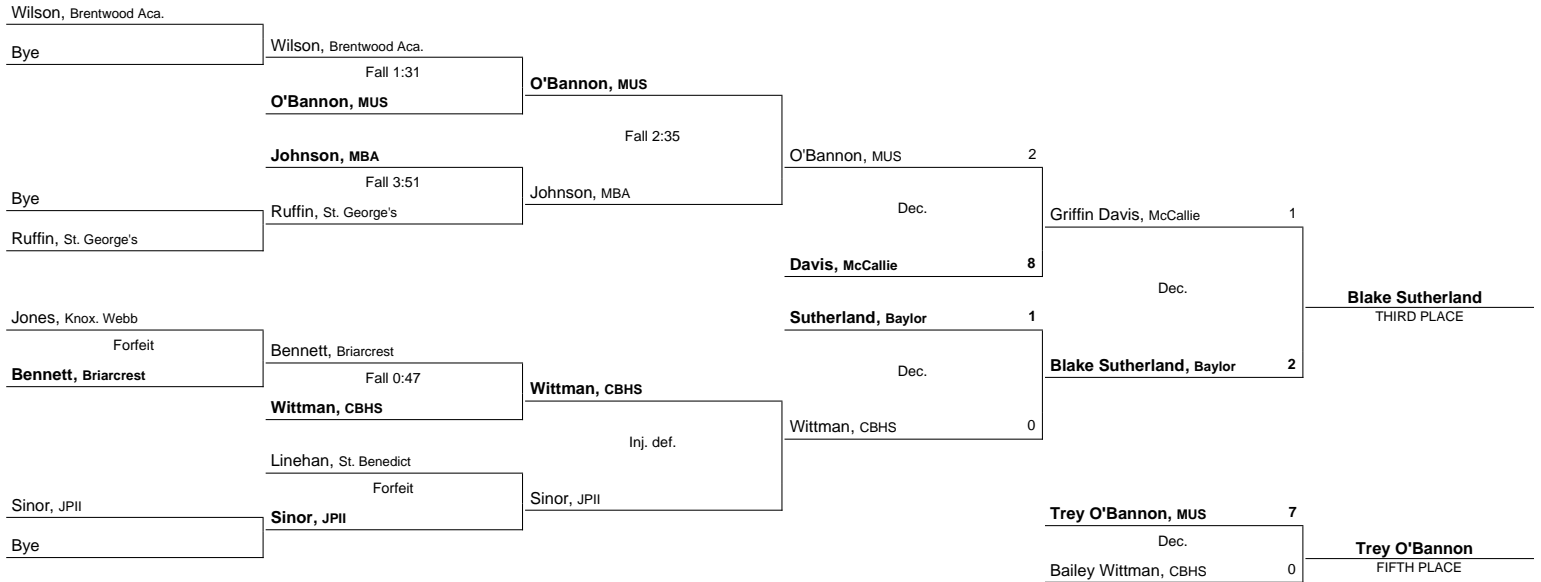 Wilson, Brentwood Aca.
Bye
Wilson, Brentwood Aca.
Fall 1:31
O'Bannon, MUS
O'Bannon, MUS
Fall 2:35
Johnson, MBA
Fall 3:51
Ruffin, St. George's
Johnson, MBA
Bye
Ruffin, St. George's
O'Bannon, MUS 2
Dec.
Davis, McCallie 8
Griffin Davis, McCallie 1
Dec.
Blake Sutherland
THIRD PLACE
Jones, Knox. Webb
Forfeit
Bennett, Briarcrest
Bennett, Briarcrest
Fall 0:47
Wittman, CBHS
Wittman, CBHS
Inj. def.
Linehan, St. Benedict
Forfeit
Sinor, JPII
Sinor, JPII
Sinor, JPII
Bye
Sutherland, Baylor 1
Dec.
Wittman, CBHS 0
Blake Sutherland, Baylor 2
Trey O'Bannon, MUS 7
Dec.
Bailey Wittman, CBHS 0
Trey O'Bannon
FIFTH PLACE